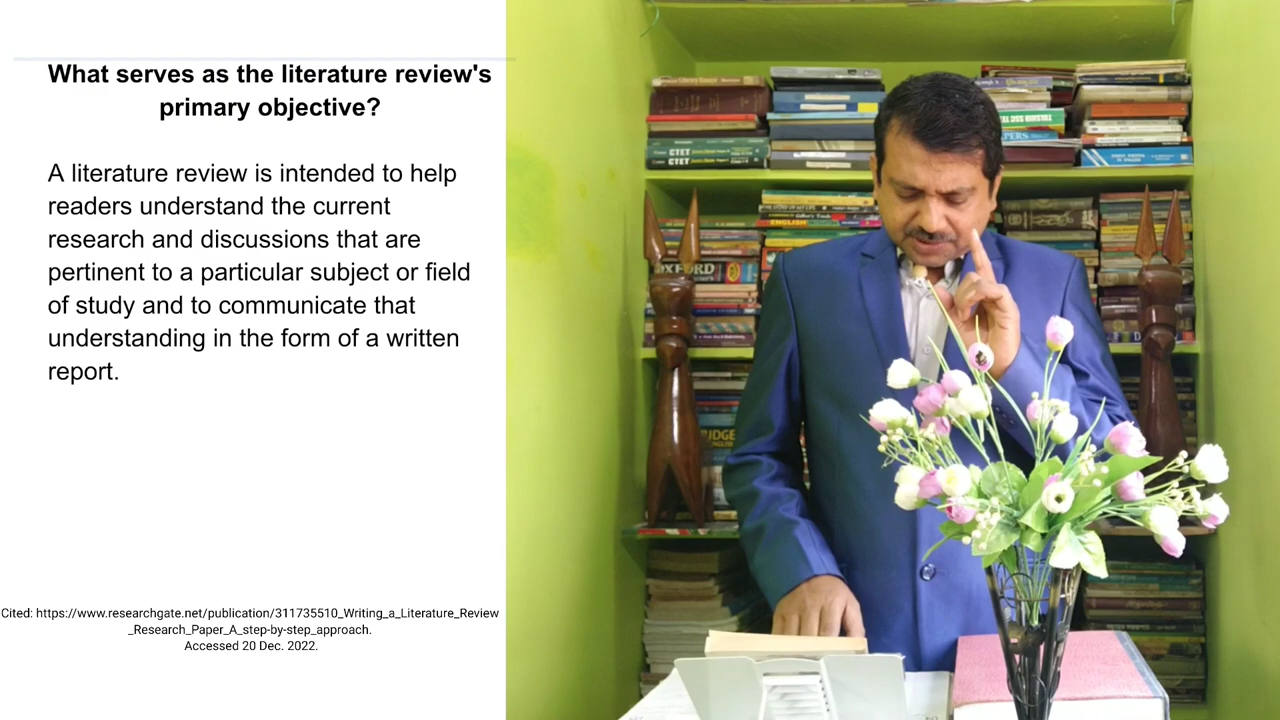 What serves as the literature review's
primary objective?
A literature review is intended to help
readers understand the current
research and discussions that are
pertinent to a particular subject or field
of study and to communicate that
understanding in the form of a written
report.
Cited: https://www.researchgate.net/publication/311735510_Writing_a_Literature_Review
_Research_Paper_A_step-by-step_approach.
Accessed 20 Dec. 2022.
CTET
CTET
ENGLISH
OXFORD